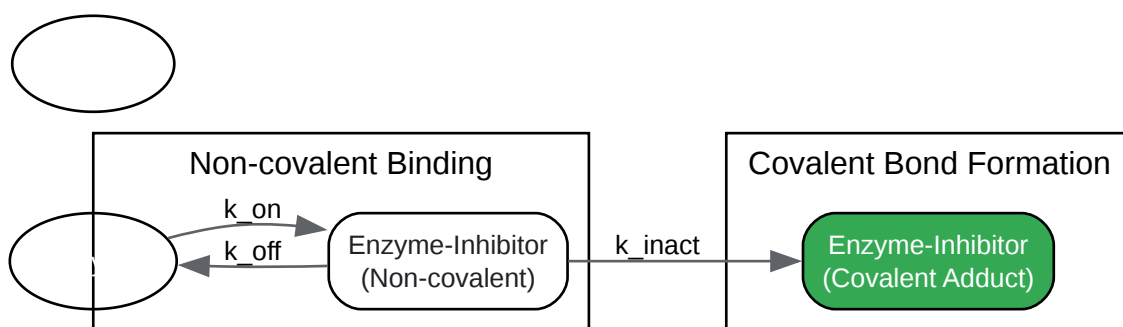 Non-covalent Binding
Covalent Bond Formation
k_on
k_off
Enzyme-Inhibitor
(Non-covalent)
k_inact
Enzyme-Inhibitor
(Covalent Adduct)